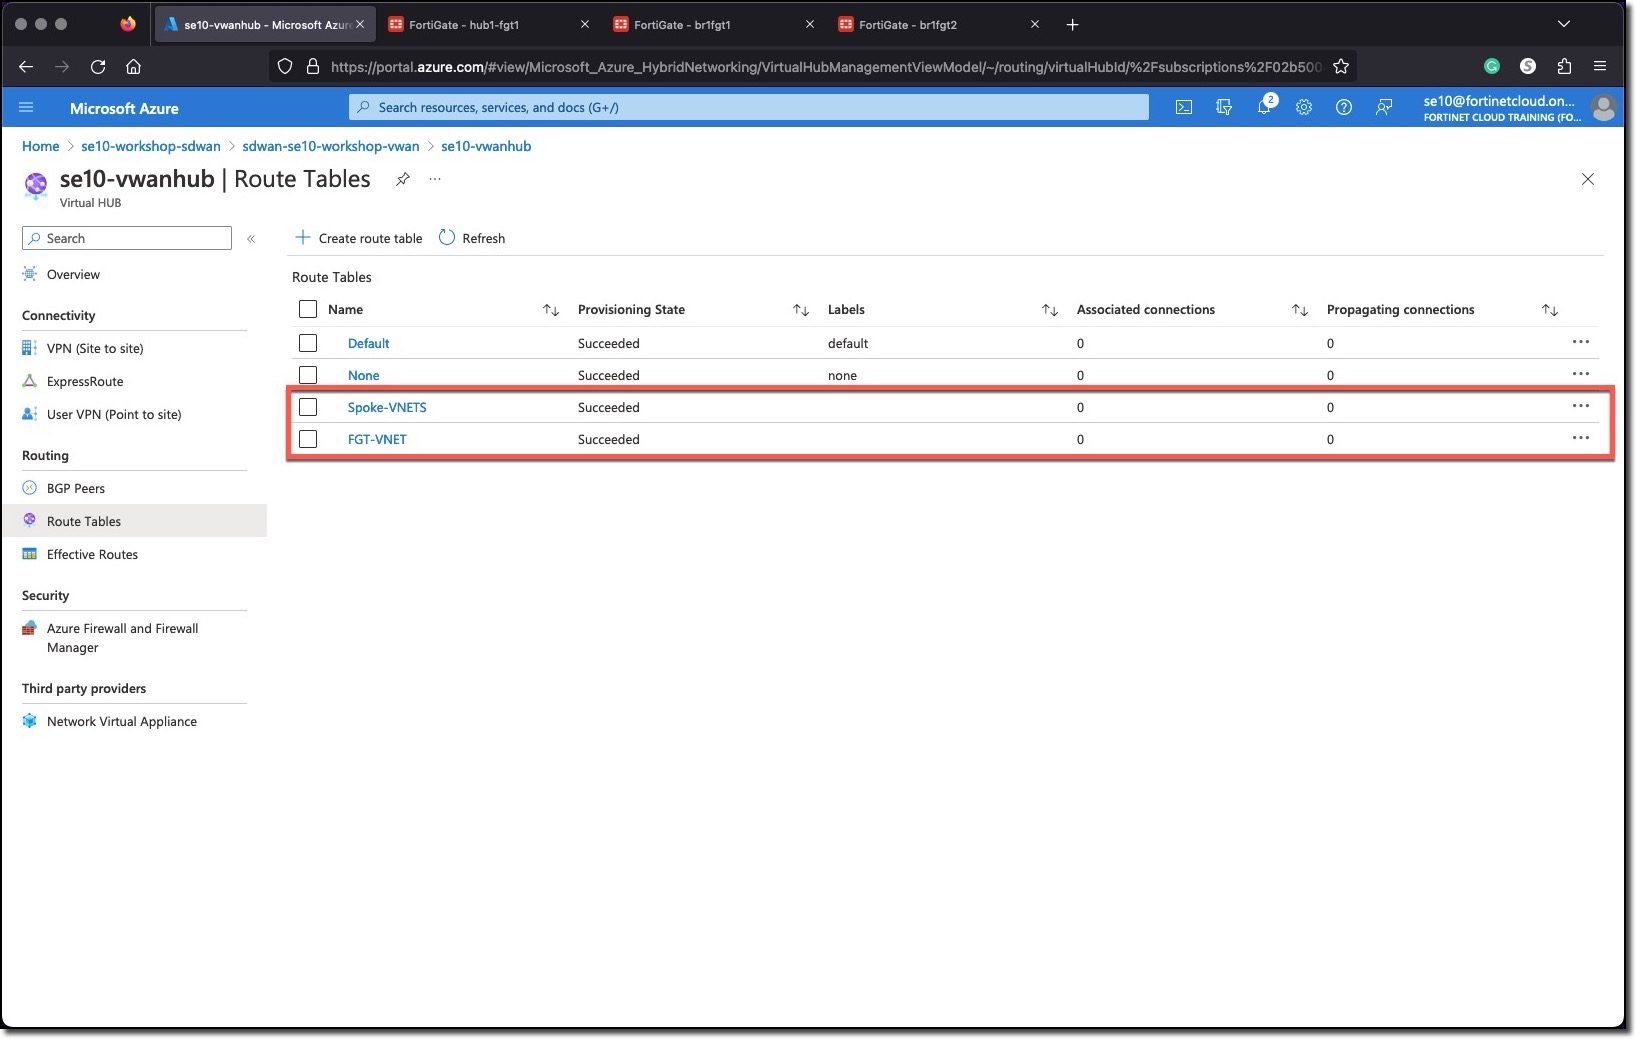 se10-vwanhub - Microsoft Azure
FortiGate - hub1-fgt1
FortiGate - br1fgt1
FortiGate - br1fgt2
https://portal.azure.com/#view/Microsoft_Azure_HybridNetworking/VirtualHubManagementViewModel/~/routing/virtualHubId/%2Fsubscriptions%2F02b500
Microsoft Azure
Search resources, services, and docs (G+/)
2
se10@fortinetcloud.on...
FORTINET CLOUD TRAINING (FO...
Home > se10-workshop-sdwan > sdwan-se10-workshop-vwan > se10-vwanhub
se10-vwanhub | Route Tables
Virtual HUB
Search
Overview
Connectivity
VPN (Site to site)
ExpressRoute
User VPN (Point to site)
Routing
BGP Peers
Route Tables
Effective Routes
Security
Azure Firewall and Firewall
Manager
Third party providers
Network Virtual Appliance
Create route table Refresh
Route Tables
Name Provisioning State Labels Associated connections Propagating connections
Default Succeeded default 0 0
None Succeeded none 0 0
Spoke-VNETS Succeeded 0 0
FGT-VNET Succeeded 0 0